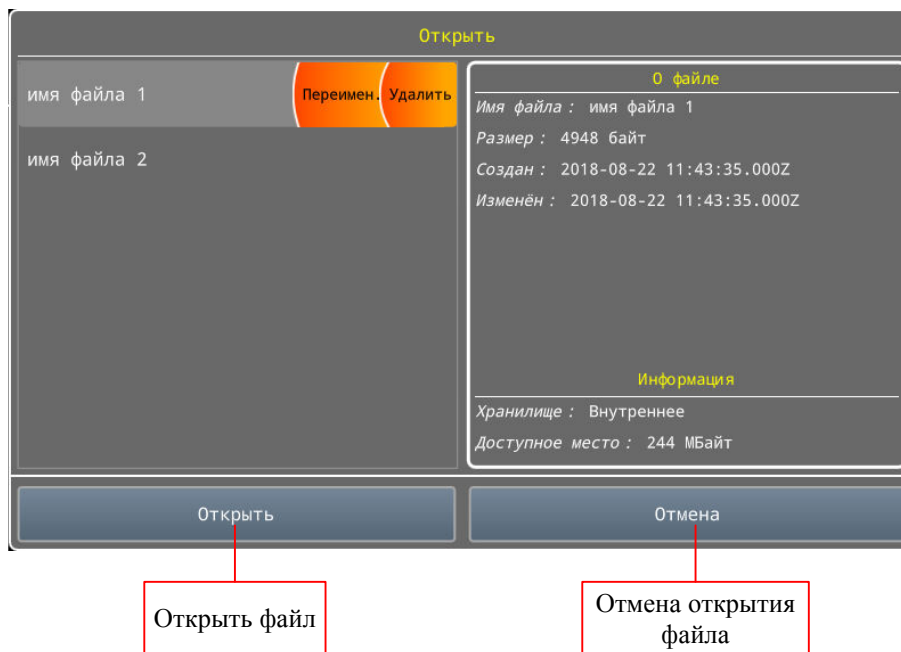 Открыть
имя файла 1
Переимен. Удалить
имя файла 2
О файле
Имя файла : имя файла 1
Размер : 4948 байт
Создан : 2018-08-22 11:43:35.000Z
Изменён : 2018-08-22 11:43:35.000Z
Информация
Хранилище : Внутреннее
Доступное место : 244 МБайт
Открыть
Отмена
Открыть файл
Отмена открытия
файла